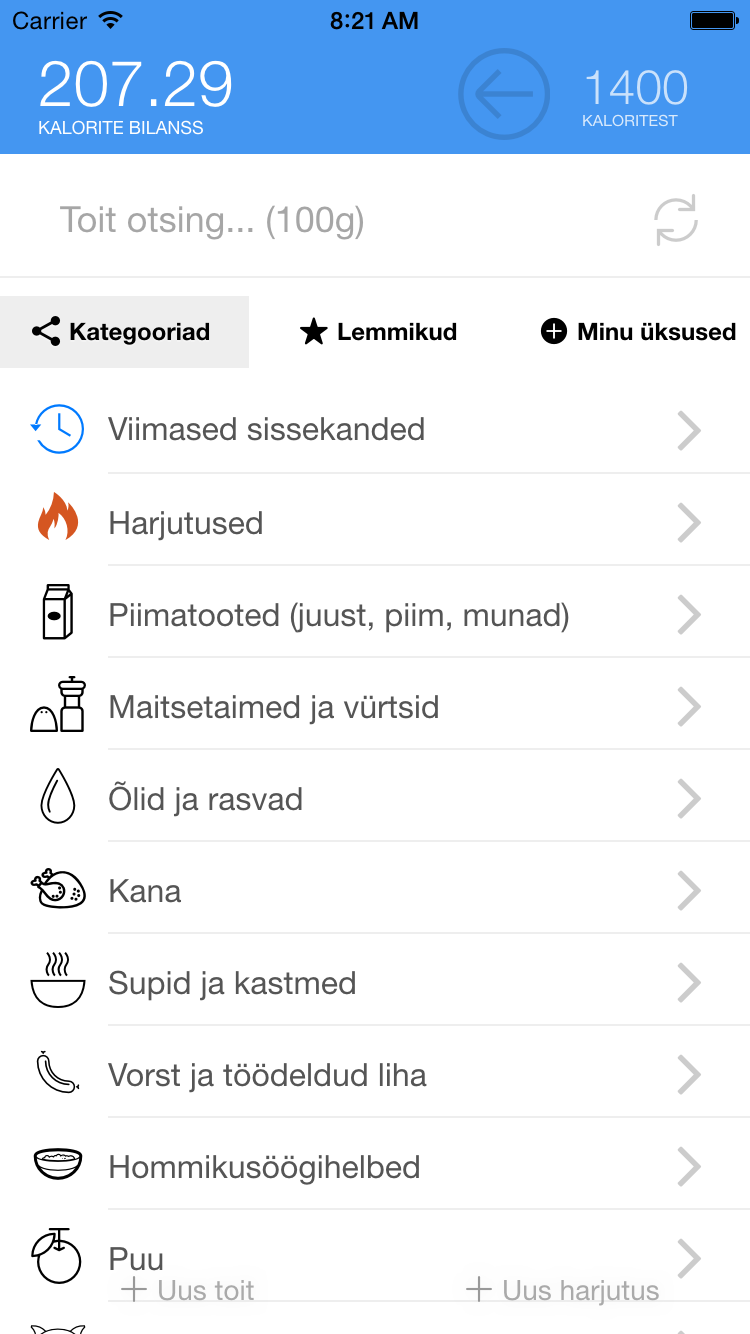 Carrier 8:21 AM
207.29 1400
KALORITE BILANSS KALORITEST
Toit otsing... (100g)
Kategooriad Lemmikud Minu üksused
Viimased sissekanded
Harjutused
Piimatooted (juust, piim, munad)
Maitsetaimed ja vürtsid
Õlid ja rasvad
Kana
Supid ja kastmed
Vorst ja töödeldud liha
Hommikusöögihelbed
Puu
Uus toit Uus harjutus